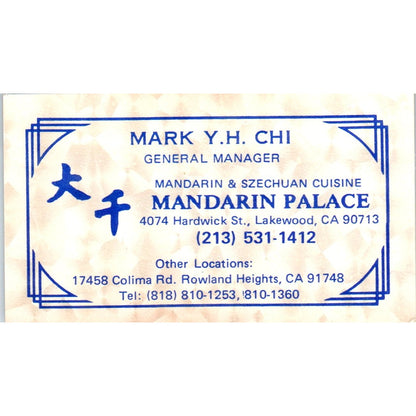 MARK Y.H. CHI
GENERAL MANAGER
大千
MANDARIN & SZECHUAN CUISINE
MANDARIN PALACE
4074 Hardwick St., Lakewood, CA 90713
(213) 531-1412
Other Locations:
17458 Colima Rd. Rowland Heights, CA 91748
Tel: (818) 810-1253, 810-1360